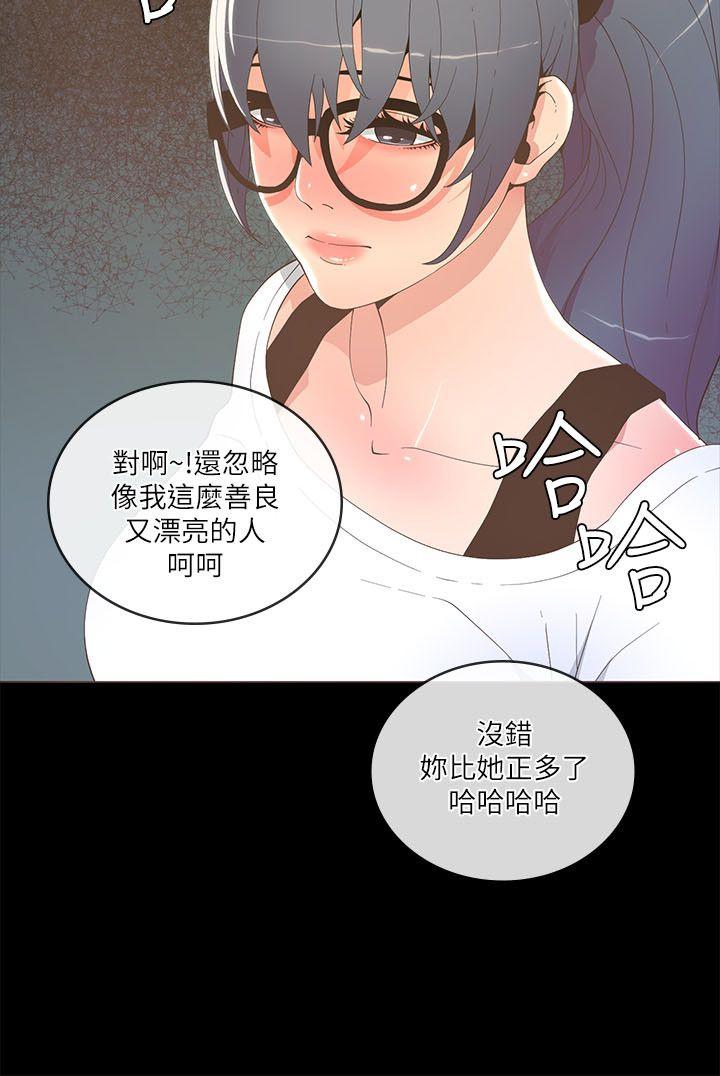 哈
對啊~!還忽略
像我這麼善良
又漂亮的人
呵呵
哈
哈
沒錯
妳比她正多了
哈哈哈哈